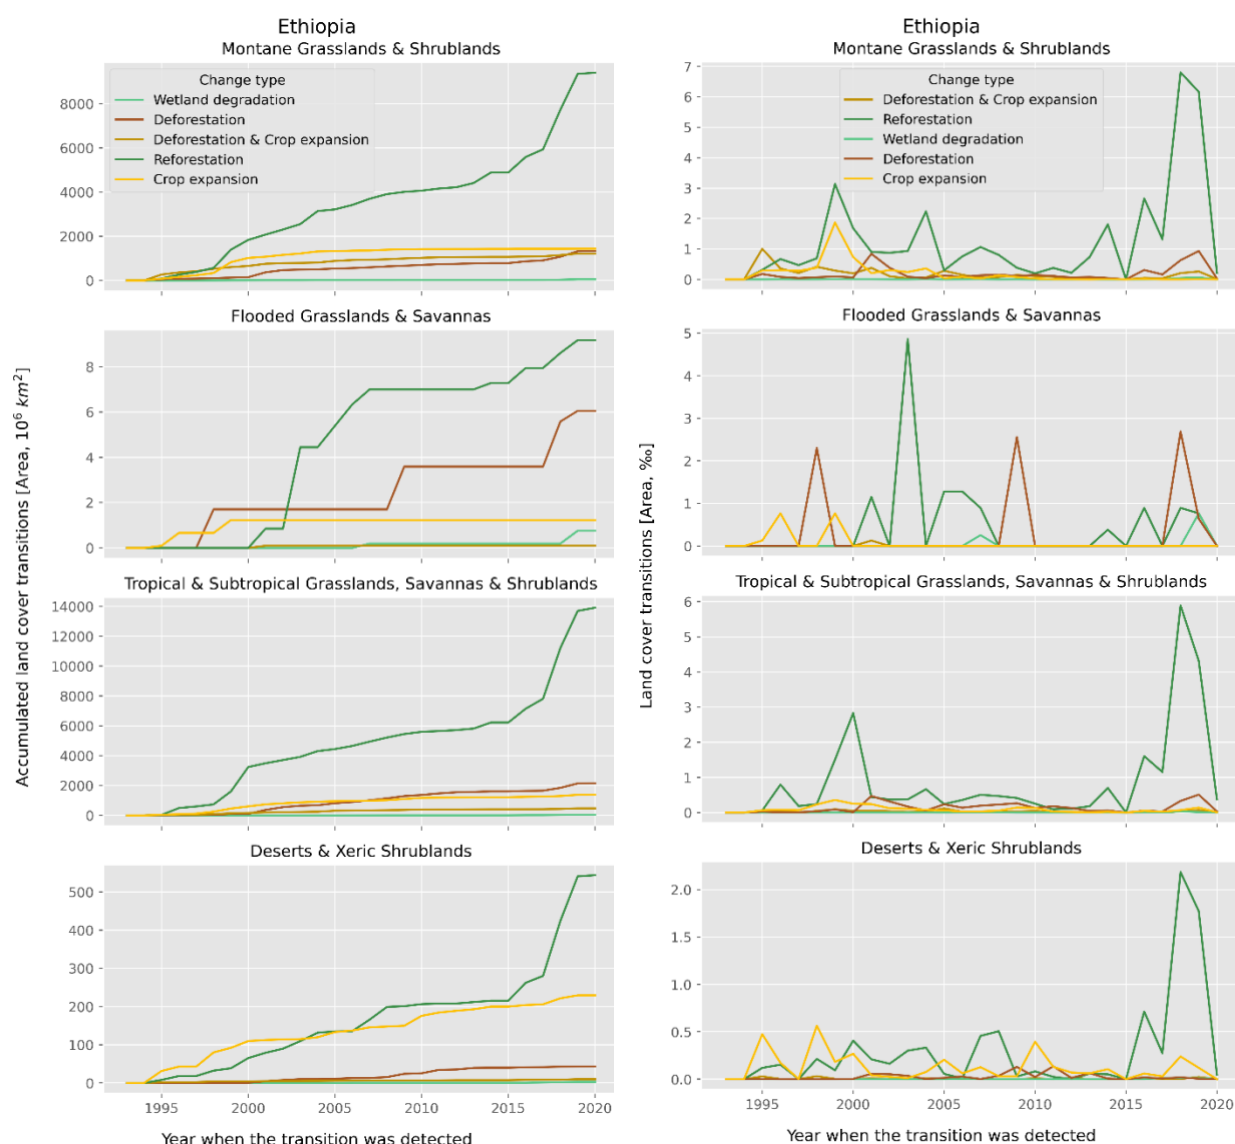 Ethiopia
Montane Grasslands & Shrublands
Change type
Wetland degradation
Deforestation
Deforestation & Crop expansion
Reforestation
Crop expansion
8000
6000
4000
2000
0
Flooded Grasslands & Savannas
8
6
4
2
0
Tropical & Subtropical Grasslands, Savannas & Shrublands
14000
12000
10000
8000
6000
4000
2000
0
Deserts & Xeric Shrublands
500
400
300
200
100
0
1995 2000 2005 2010 2015 2020
Year when the transition was detected
Accumulated land cover transitions [Area, 10⁶ km²]
Ethiopia
Montane Grasslands & Shrublands
Change type
Deforestation & Crop expansion
Reforestation
Wetland degradation
Deforestation
Crop expansion
7
6
5
4
3
2
1
0
Flooded Grasslands & Savannas
5
4
3
2
1
0
Tropical & Subtropical Grasslands, Savannas & Shrublands
6
5
4
3
2
1
0
Deserts & Xeric Shrublands
2.0
1.5
1.0
0.5
0.0
1995 2000 2005 2010 2015 2020
Year when the transition was detected
Land cover transitions [Area, ‰]